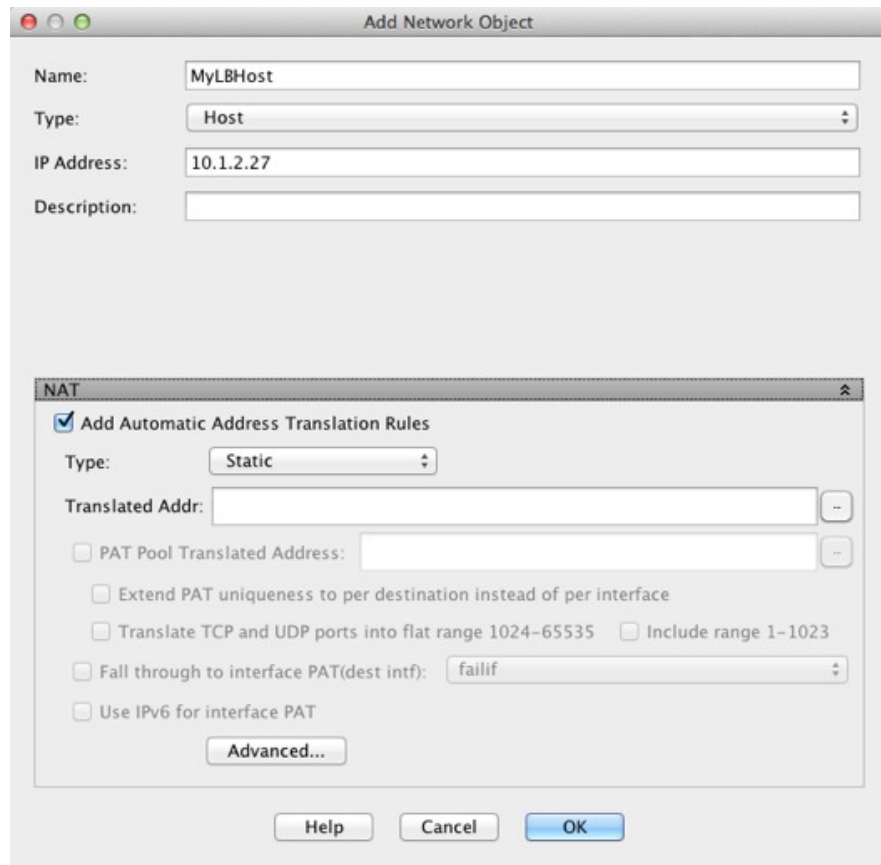 Add Network Object
Name: MyLBHost
Type: Host
IP Address: 10.1.2.27
Description:
NAT
Add Automatic Address Translation Rules
Type: Static
Translated Addr: ...
PAT Pool Translated Address: ...
Extend PAT uniqueness to per destination instead of per interface
Translate TCP and UDP ports into flat range 1024-65535 Include range 1-1023
Fall through to interface PAT(dest intf): failif
Use IPv6 for interface PAT
Advanced...
Help Cancel OK